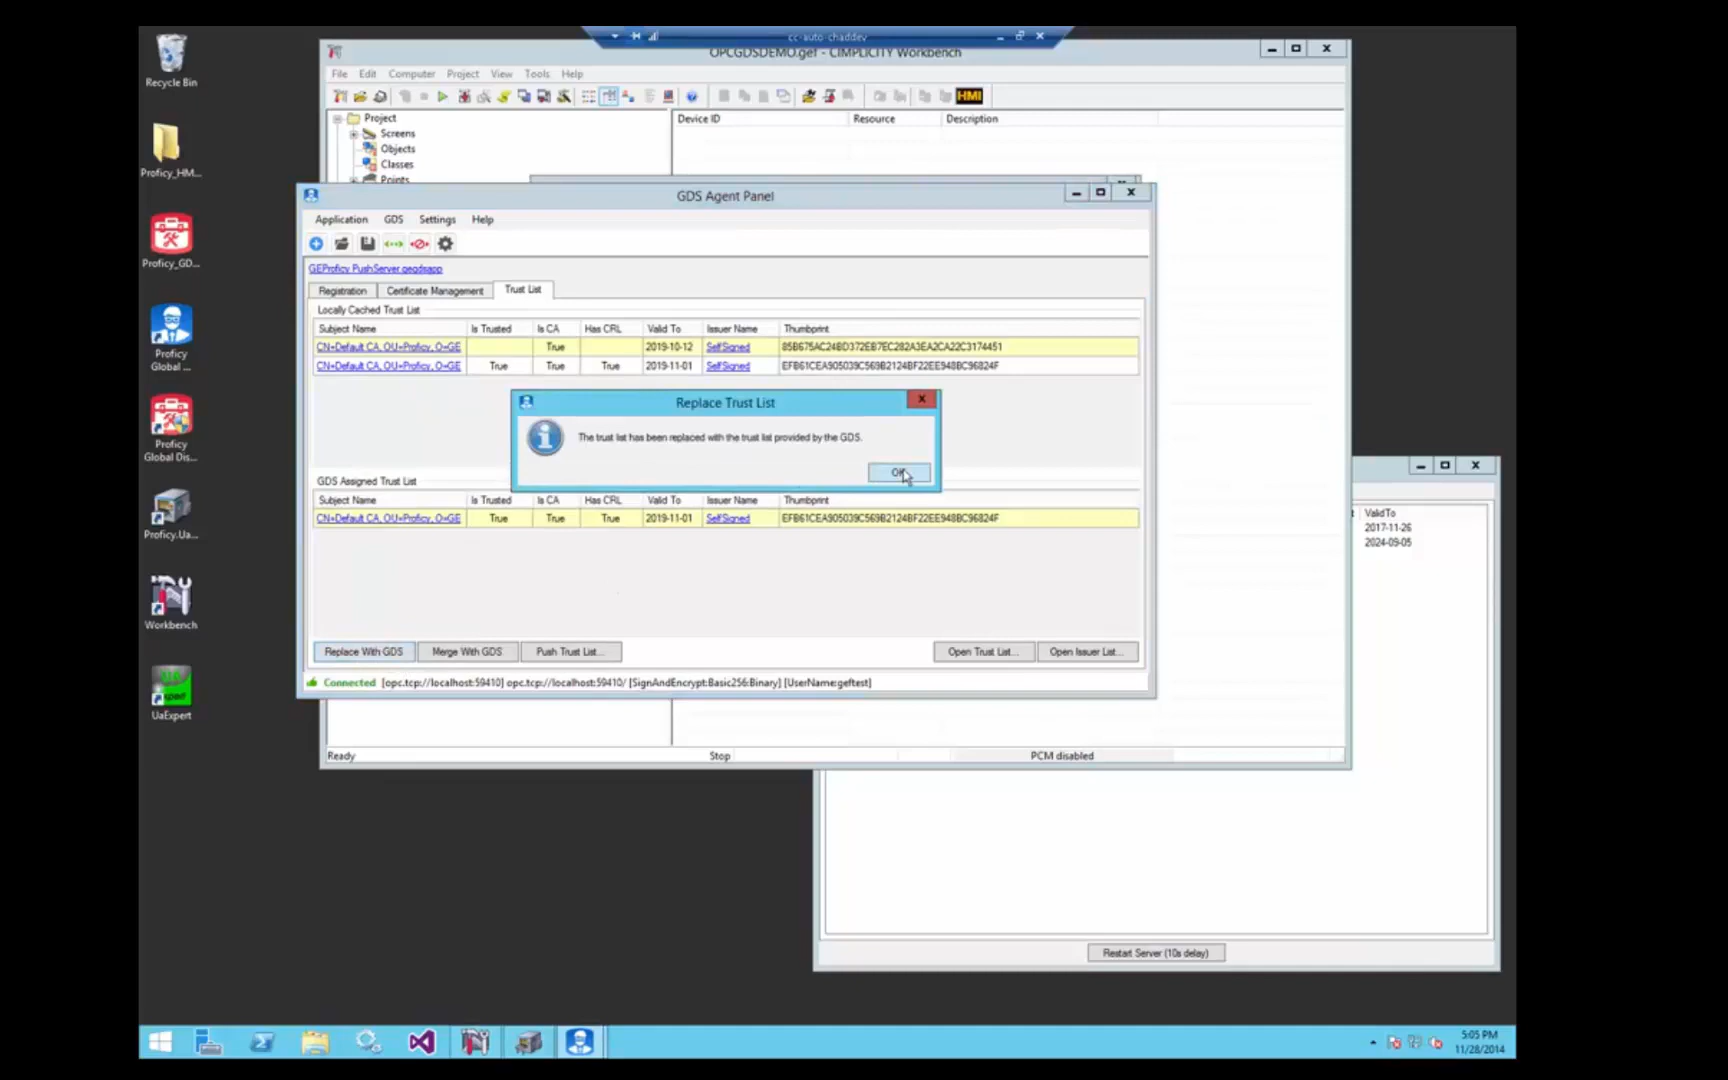 cc-auto-chaddev
OPCGDSDEMO.gef - CIMPLICITY Workbench
File Edit Computer Project View Tools Help
HMI
Project
Screens
Objects
Classes
Points
Device ID Resource Description
Recycle Bin
Proficy_HM...
Proficy_GD...
Proficy
Global ...
Proficy
Global Dis...
Proficy.Ua...
Workbench
UaExpert
GDS Agent Panel
Application GDS Settings Help
GEProficy PushServer.gegdsapp
Registration Certificate Management Trust List
Locally Cached Trust List
Subject Name Is Trusted Is CA Has CRL Valid To Issuer Name Thumbprint
CN=Default CA, OU=Proficy, O=GE True 2019-10-12 SelfSigned 85B675AC24BD372EB7EC282A3EA2CA22C3174451
CN=Default CA, OU=Proficy, O=GE True True True 2019-11-01 SelfSigned EFB61CEA905039C569B2124BF22EE948BC96824F
Replace Trust List
The trust list has been replaced with the trust list provided by the GDS.
OK
GDS Assigned Trust List
Subject Name Is Trusted Is CA Has CRL Valid To Issuer Name Thumbprint
CN=Default CA, OU=Proficy, O=GE True True True 2019-11-01 SelfSigned EFB61CEA905039C569B2124BF22EE948BC96824F
Replace With GDS Merge With GDS Push Trust List... Open Trust List... Open Issuer List...
Connected [opc.tcp://localhost:59410] opc.tcp://localhost:59410/ [SignAndEncrypt:Basic256:Binary] [UserName:geftest]
Ready Stop PCM disabled
ValidTo
2017-11-26
2024-09-05
Restart Server (10s delay)
5:05 PM
11/28/2014